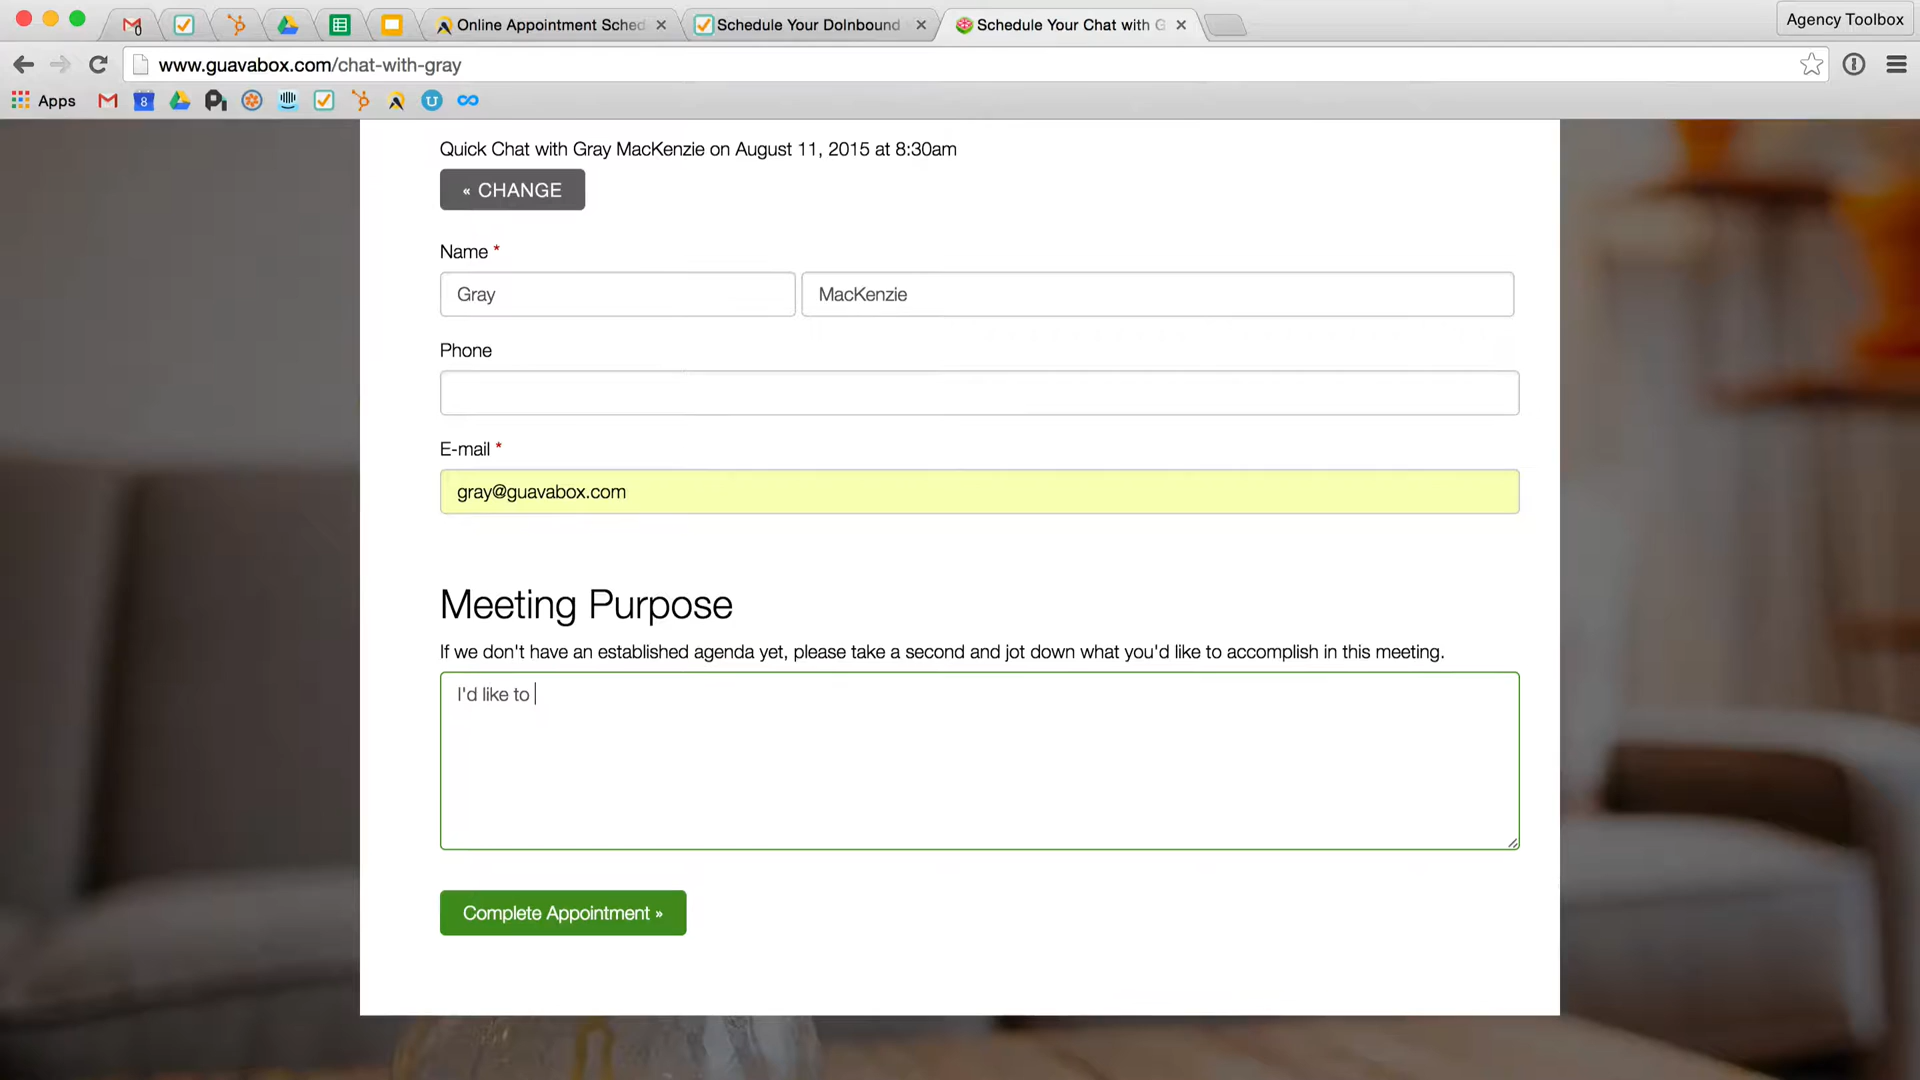 Online Appointment Sched
Schedule Your DoInbound
Schedule Your Chat with G
Agency Toolbox
www.guavabox.com/chat-with-gray
Apps
8
Quick Chat with Gray MacKenzie on August 11, 2015 at 8:30am
« CHANGE
Name *
Gray
MacKenzie
Phone
E-mail *
gray@guavabox.com
Meeting Purpose
If we don't have an established agenda yet, please take a second and jot down what you'd like to accomplish in this meeting.
I'd like to
Complete Appointment »